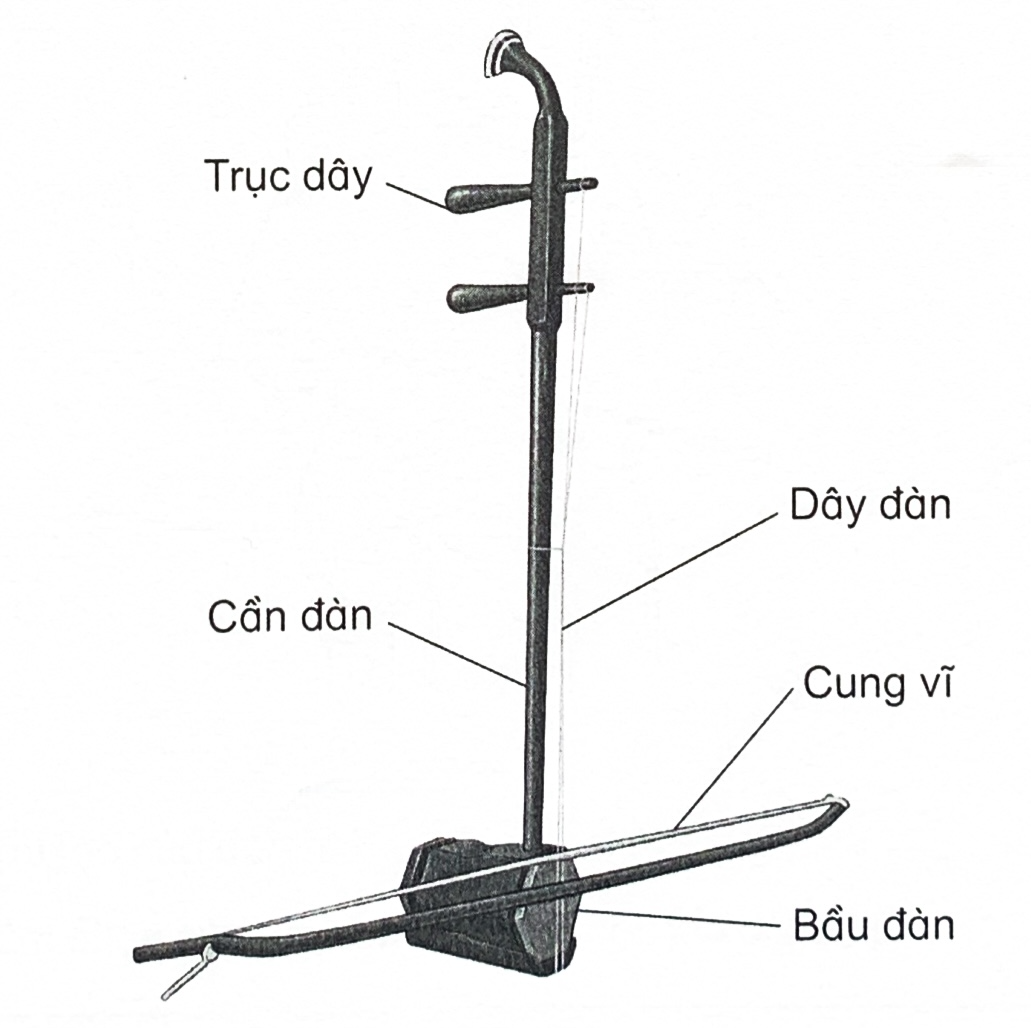 Trục dây
Dây đàn
Cần đàn
Cung vĩ
Bầu đàn